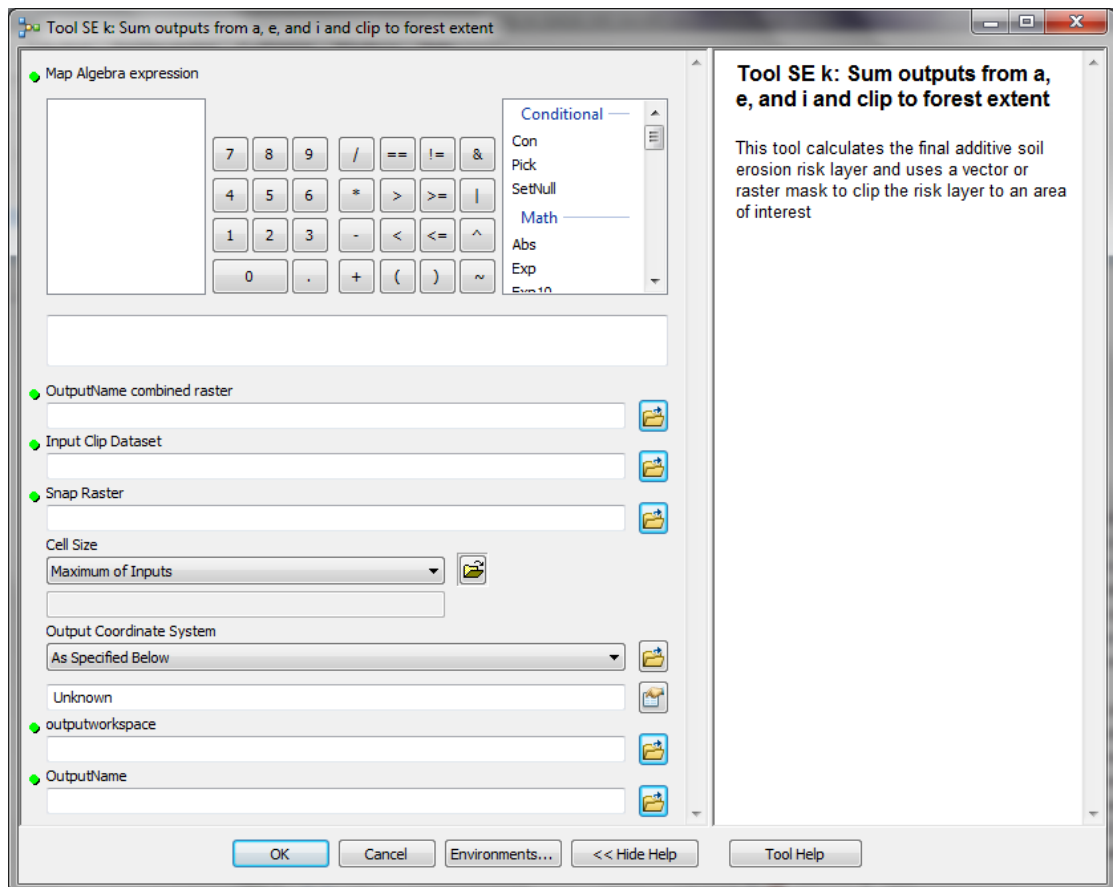 Tool SE k: Sum outputs from a, e, and i and clip to forest extent
Map Algebra expression
7 8 9 / == != &
4 5 6 * > >= |
1 2 3 - < <= ^
0 . + ( ) ~
Conditional
Con
Pick
SetNull
Math
Abs
Exp
Exp10
OutputName combined raster
Input Clip Dataset
Snap Raster
Cell Size
Maximum of Inputs
Output Coordinate System
As Specified Below
Unknown
outputworkspace
OutputName
OK
Cancel
Environments...
<< Hide Help
Tool Help
Tool SE k: Sum outputs from a,
e, and i and clip to forest extent
This tool calculates the final additive soil
erosion risk layer and uses a vector or
raster mask to clip the risk layer to an area
of interest